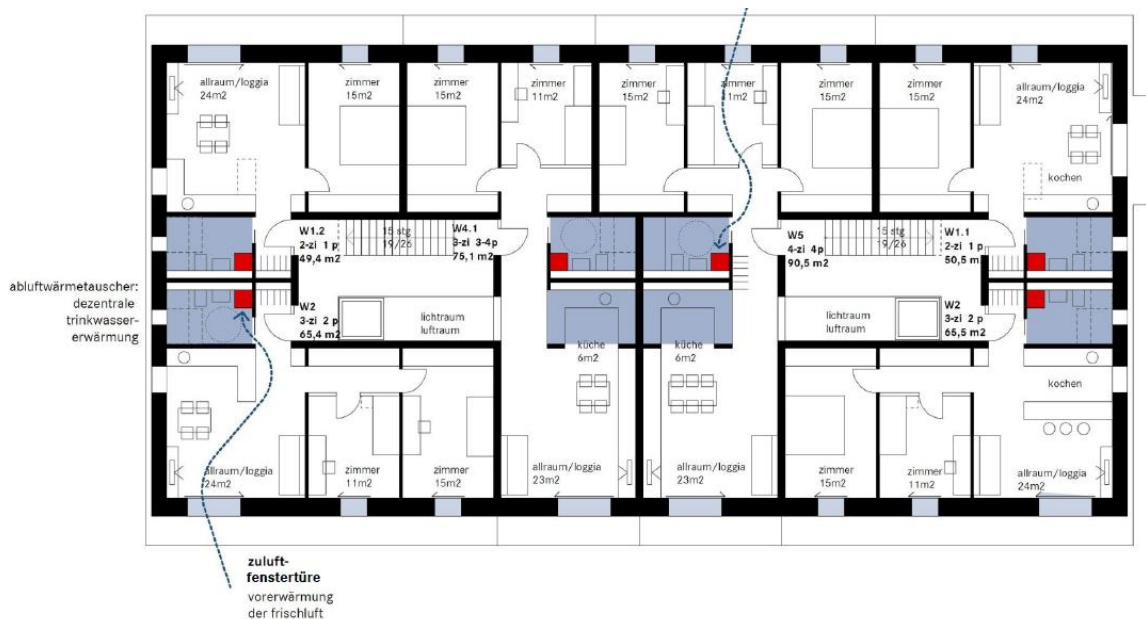 allraum/loggia
24m2
zimmer
15m2
zimmer
15m2
zimmer
11m2
zimmer
15m2
zimmer
1m2
zimmer
15m2
zimmer
15m2
allraum/loggia
24m2
kochen
W1.2
2-zi 1 p
49,4 m2
15 stg
19/26
W4.1
3-zi 3-4p
75,1 m2
W5
4-zi 4p
90,5 m2
15 stg
19/26
W1.1
2-zi 1 p
50,5 m2
abluftwärmetauscher:
dezentrale
trinkwasser-
erwärmung
W2
3-zi 2 p
65,4 m2
lichtraum
luftraum
küche
6m2
küche
6m2
lichtraum
luftraum
W2
3-zi 2 p
65,5 m2
kochen
allraum/loggia
24m2
zimmer
11m2
zimmer
15m2
allraum/loggia
23m2
allraum/loggia
23m2
zimmer
15m2
zimmer
11m2
allraum/loggia
24m2
zuluft-
fenstertüre
vorerwärmung
der frischluft